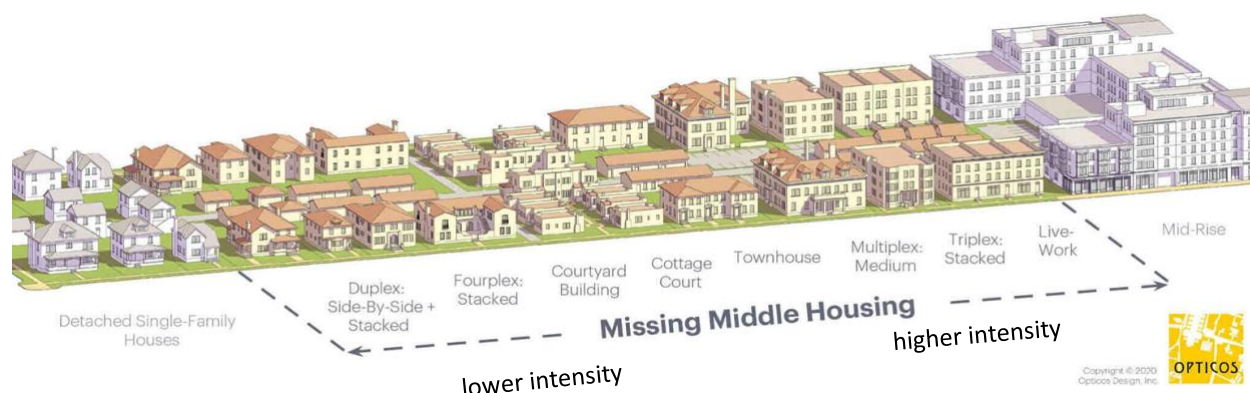 Detached Single-Family
Houses
Duplex:
Side-By-Side +
Stacked
Fourplex:
Stacked
Courtyard
Building
Cottage
Court
Townhouse
Multiplex:
Medium
Triplex:
Stacked
Live-
Work
Mid-Rise
Missing Middle Housing
lower intensity
higher intensity
Copyright © 2020
Opticos Design, Inc.
OPTICOS